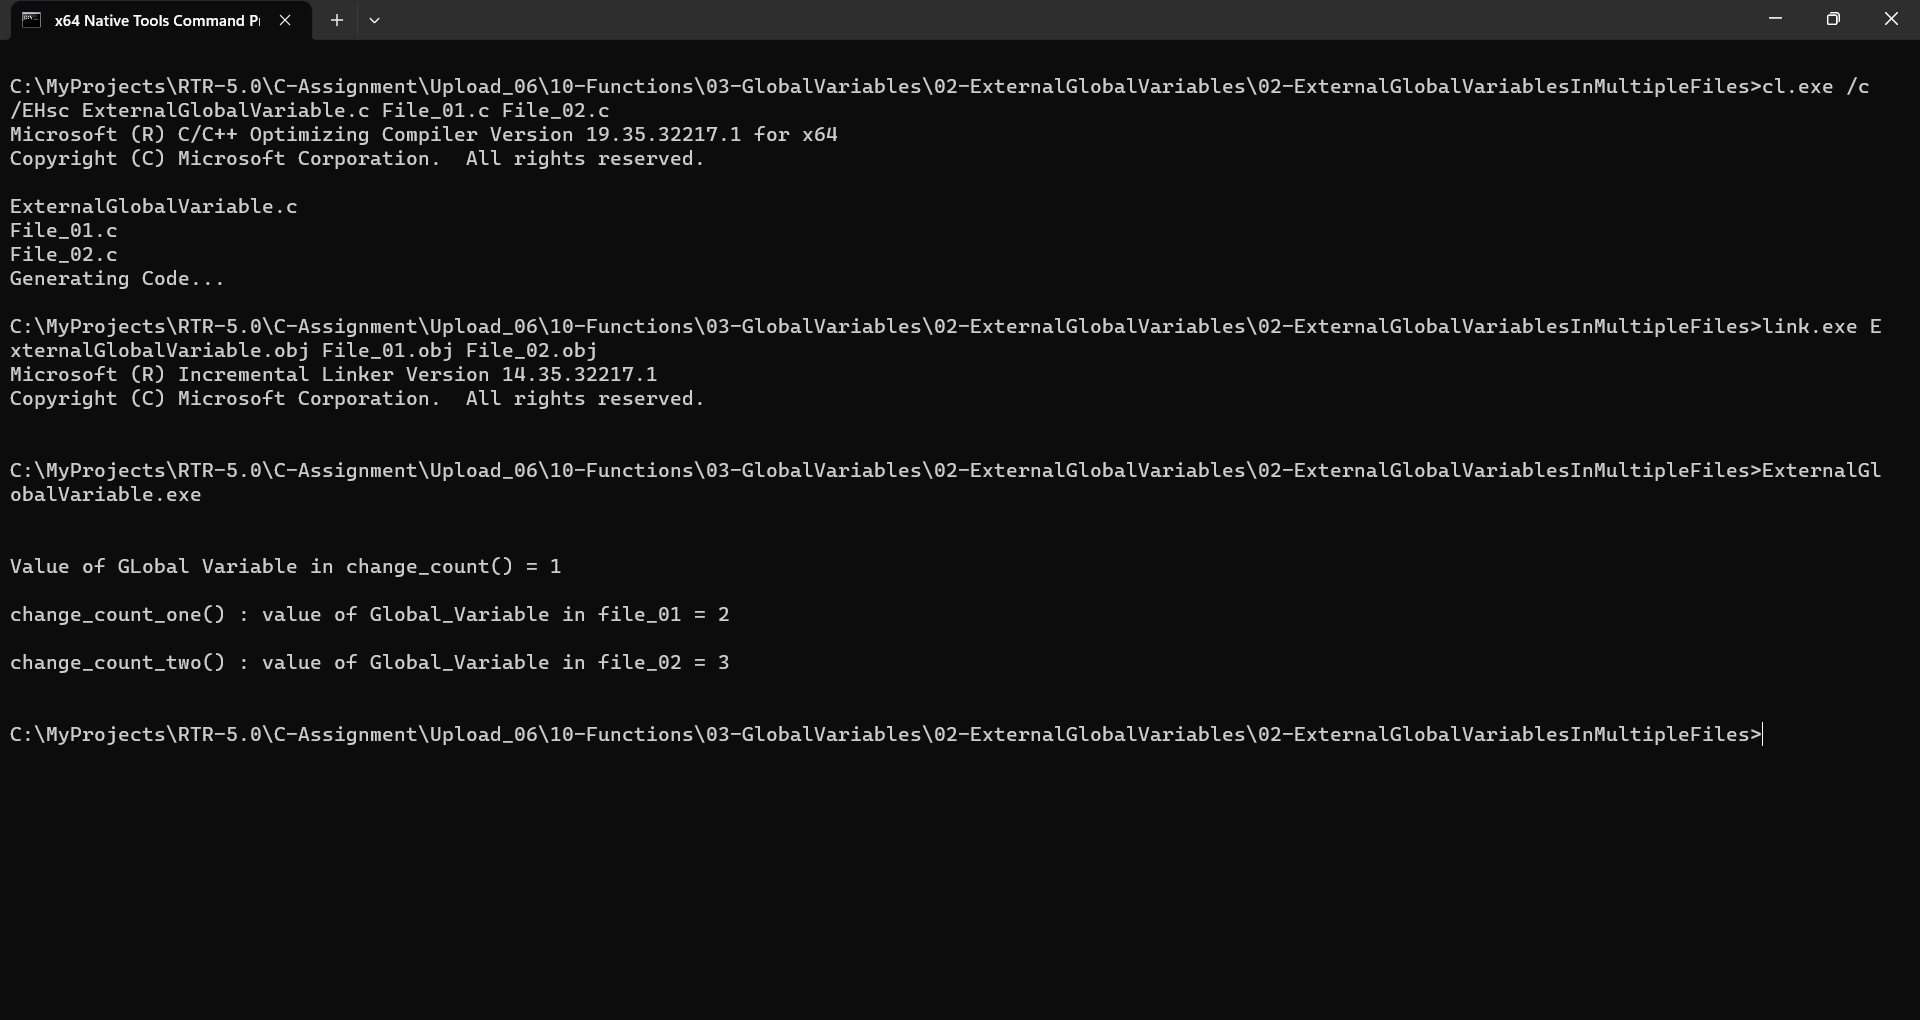 x64 Native Tools Command P
C:\MyProjects\RTR-5.0\C-Assignment\Upload_06\10-Functions\03-GlobalVariables\02-ExternalGlobalVariables\02-ExternalGlobalVariablesInMultipleFiles>cl.exe /c
/EHsc ExternalGlobalVariable.c File_01.c File_02.c
Microsoft (R) C/C++ Optimizing Compiler Version 19.35.32217.1 for x64
Copyright (C) Microsoft Corporation.  All rights reserved.
ExternalGlobalVariable.c
File_01.c
File_02.c
Generating Code...
C:\MyProjects\RTR-5.0\C-Assignment\Upload_06\10-Functions\03-GlobalVariables\02-ExternalGlobalVariables\02-ExternalGlobalVariablesInMultipleFiles>link.exe E
xternalGlobalVariable.obj File_01.obj File_02.obj
Microsoft (R) Incremental Linker Version 14.35.32217.1
Copyright (C) Microsoft Corporation.  All rights reserved.
C:\MyProjects\RTR-5.0\C-Assignment\Upload_06\10-Functions\03-GlobalVariables\02-ExternalGlobalVariables\02-ExternalGlobalVariablesInMultipleFiles>ExternalGl
obalVariable.exe
Value of GLobal Variable in change_count() = 1
change_count_one() : value of Global_Variable in file_01 = 2
change_count_two() : value of Global_Variable in file_02 = 3
C:\MyProjects\RTR-5.0\C-Assignment\Upload_06\10-Functions\03-GlobalVariables\02-ExternalGlobalVariables\02-ExternalGlobalVariablesInMultipleFiles>